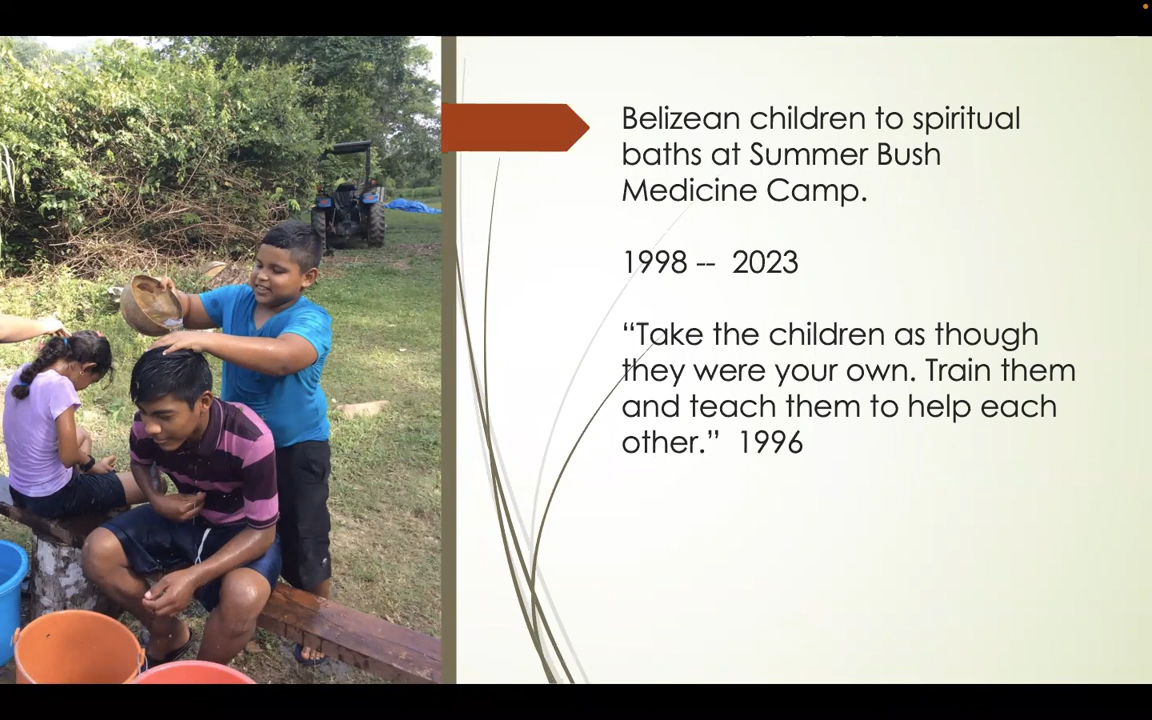 Belizean children to spiritual
baths at Summer Bush
Medicine Camp.
1998 -- 2023
“Take the children as though
they were your own. Train them
and teach them to help each
other.” 1996